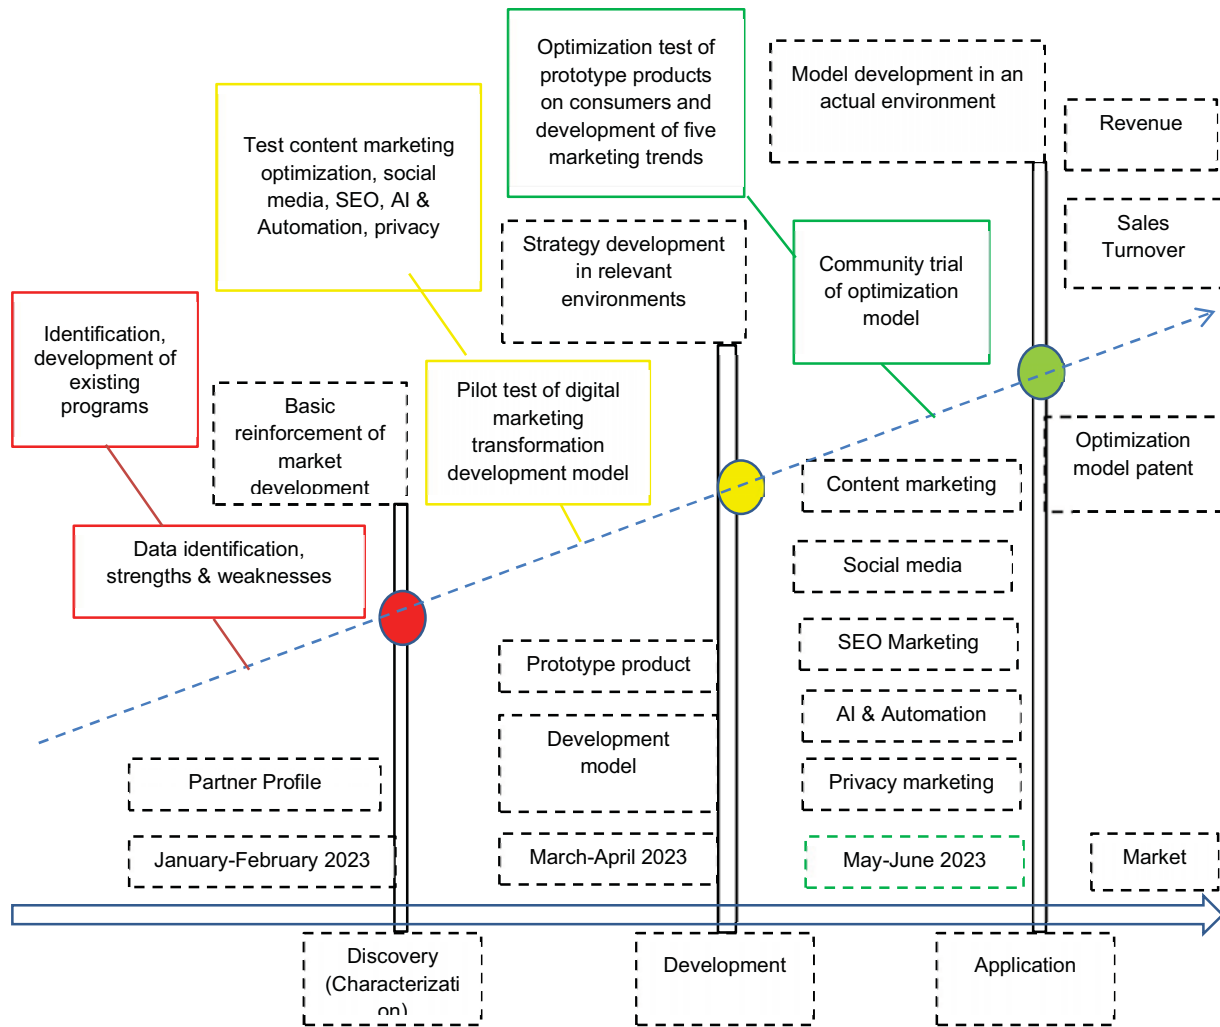 Optimization test of
prototype products
on consumers and
development of five
marketing trends
Model development in an
actual environment
Revenue
Test content marketing
optimization, social
media, SEO, AI &
Automation, privacy
Sales
Turnover
Strategy development
in relevant
environments
Community trial
of optimization
model
Identification,
development of
existing
programs
Basic
reinforcement of
market
development
Pilot test of digital
marketing
transformation
development model
Optimization
model patent
Content marketing
Data identification,
strengths & weaknesses
Social media
SEO Marketing
Prototype product
AI & Automation
Development
model
Partner Profile
Privacy marketing
January-February 2023
March-April 2023
May-June 2023
Market
Discovery
(Characterizati
on)
Development
Application